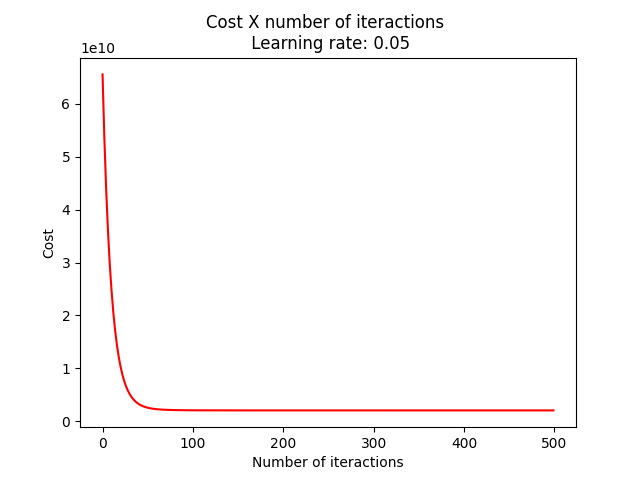 Cost X number of iteractions
Learning rate: 0.05
1e10
6
5
4
3
2
1
0
Cost
0 100 200 300 400 500
Number of iteractions